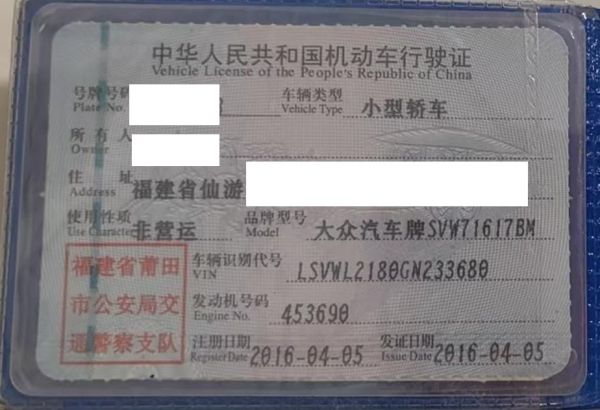 中华人民共和国机动车行驶证
Vehicle License of the People's Republic of China
号牌号码 车辆类型 小型轿车
Plate No. Vehicle Type
所有人
Owner
住址 福建省仙游
Address
使用性质 非营运 品牌型号 大众汽车牌SVW71617BM
Use Character Model
福建省莆田 车辆识别代号 LSVWL2180GN233680
VIN
市公安局交 发动机号码 453690
Engine No.
通警察支队 注册日期 2016-04-05 发证日期 2016-04-05
Register Date Issue Date